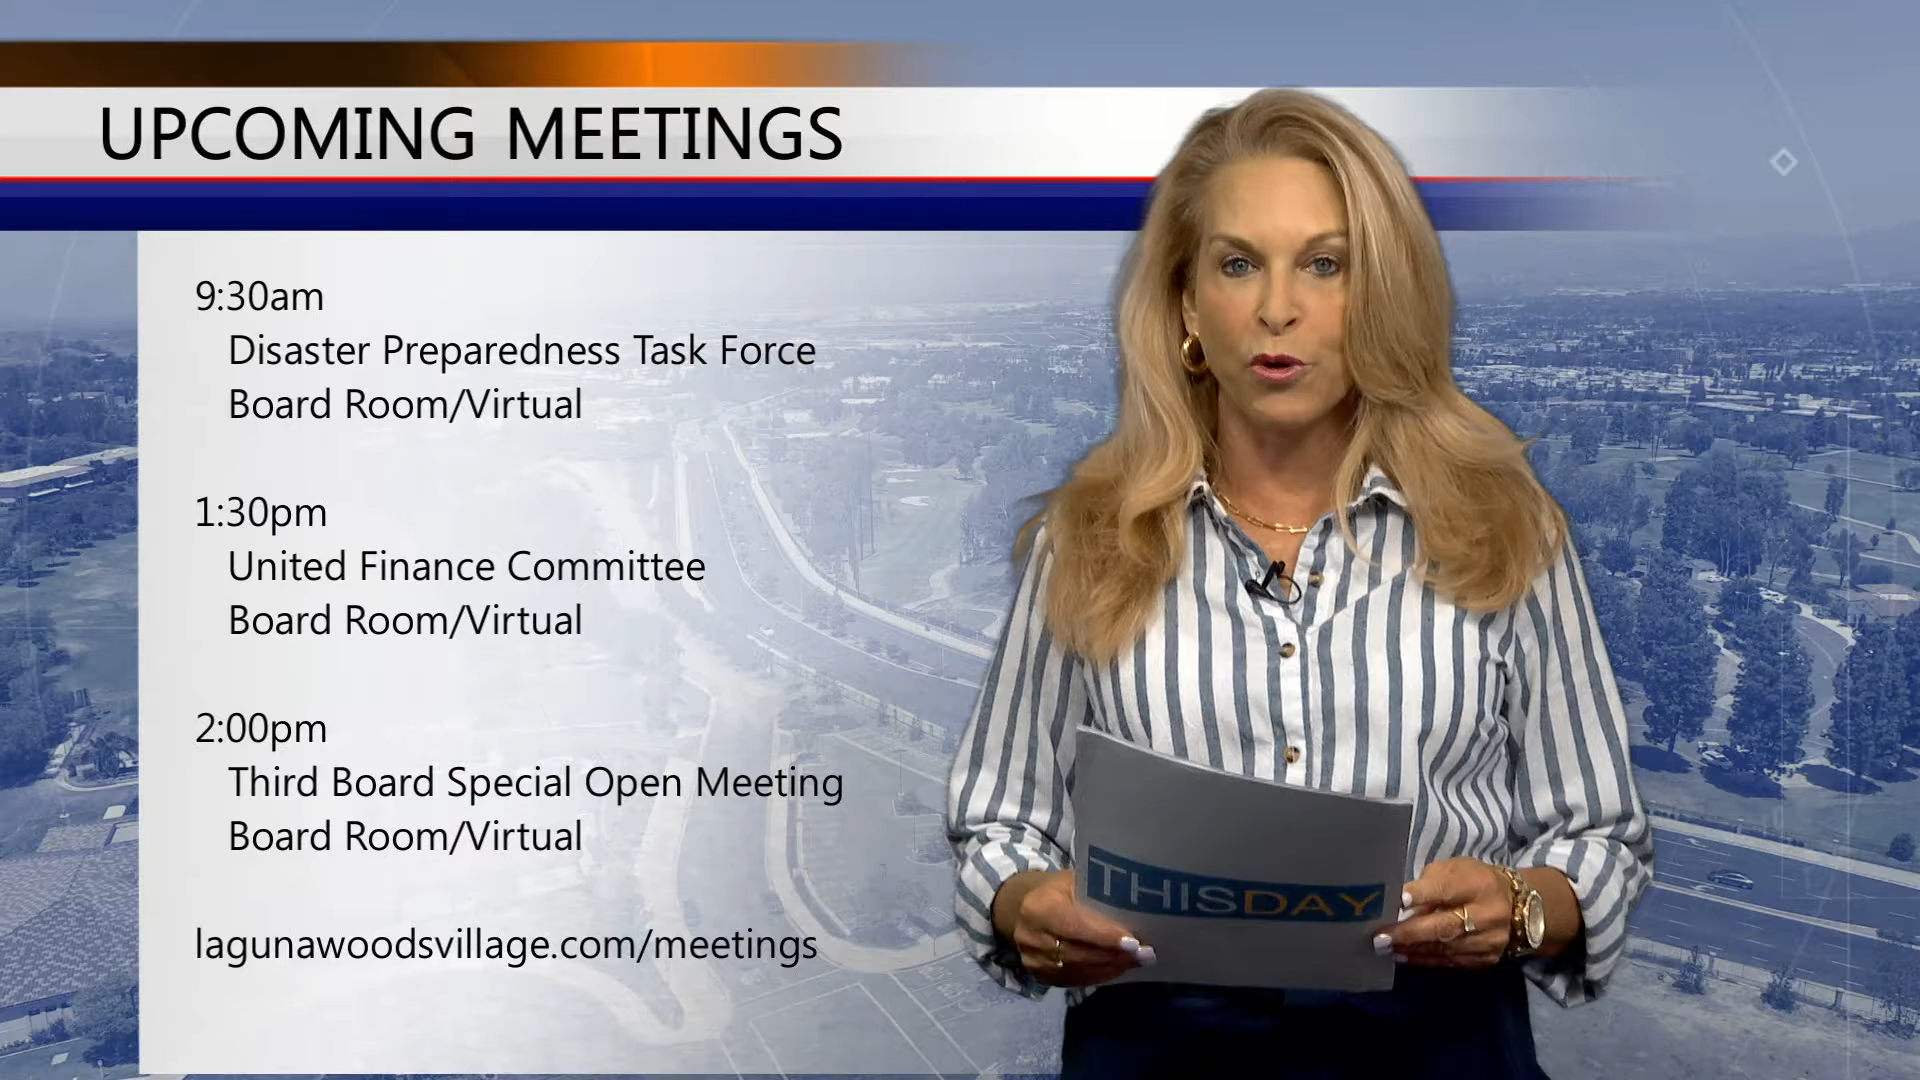 UPCOMING MEETINGS
9:30am
Disaster Preparedness Task Force
Board Room/Virtual
1:30pm
United Finance Committee
Board Room/Virtual
2:00pm
Third Board Special Open Meeting
Board Room/Virtual
lagunawoodsvillage.com/meetings
THISDAY